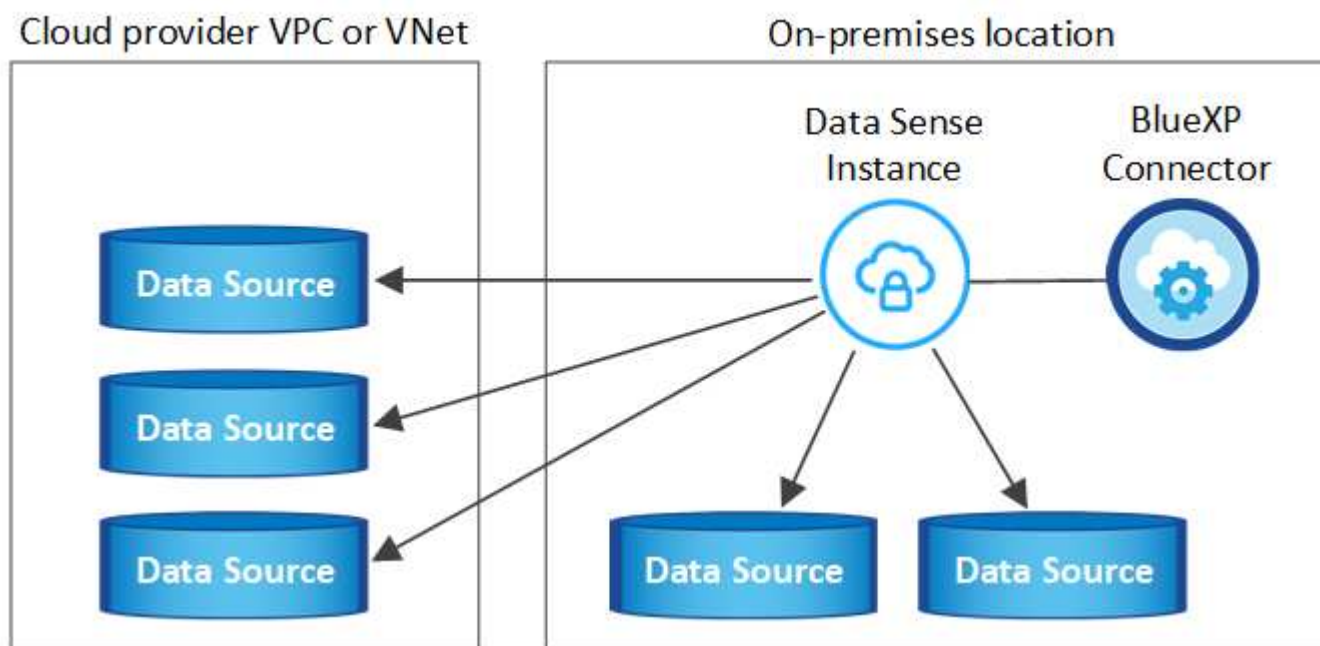 Cloud provider VPC or VNet
On-premises location
Data Sense
Instance
BlueXP
Connector
Data Source
Data Source
Data Source
Data Source
Data Source